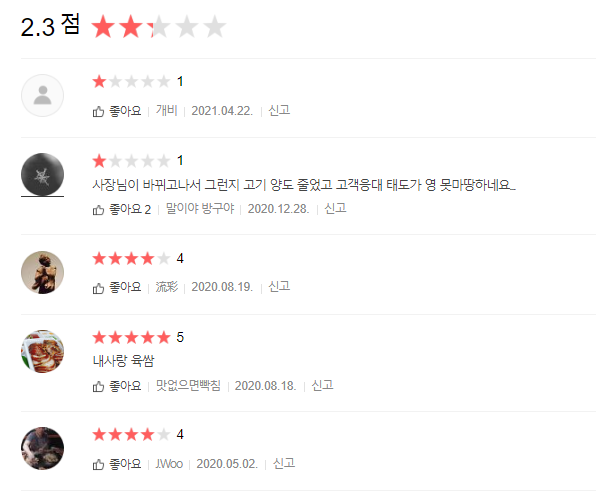 2.3 점
1
좋아요 개비 2021.04.22. 신고
1
사장님이 바뀌고나서 그런지 고기 양도 줄었고 고객응대 태도가 영 못마땅하네요_
좋아요 2 말이야 방구야 2020.12.28. 신고
4
좋아요 流彩 2020.08.19. 신고
5
내사랑 육쌈
좋아요 맛없으면빡침 2020.08.18. 신고
4
좋아요 J.Woo 2020.05.02. 신고